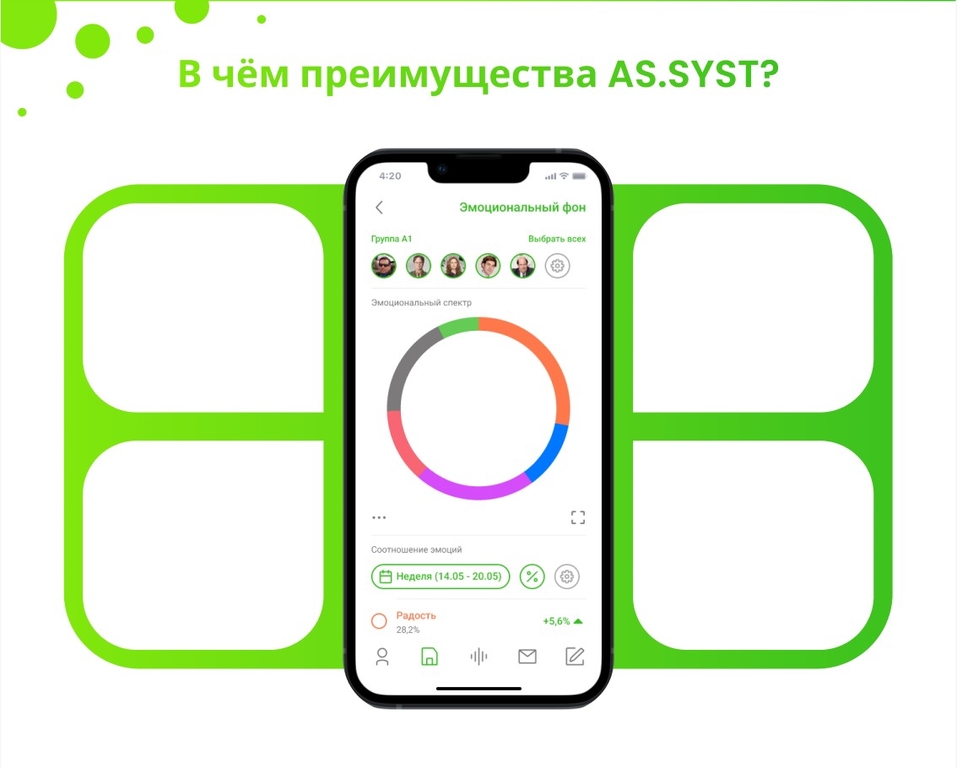 В чём преимущества AS.SYST?
4:20
Эмоциональный фон
Группа А1 Выбрать всех
Эмоциональный спектр
Соотношение эмоций
Неделя (14.05 - 20.05)
Радость
28,2%
+5,6%